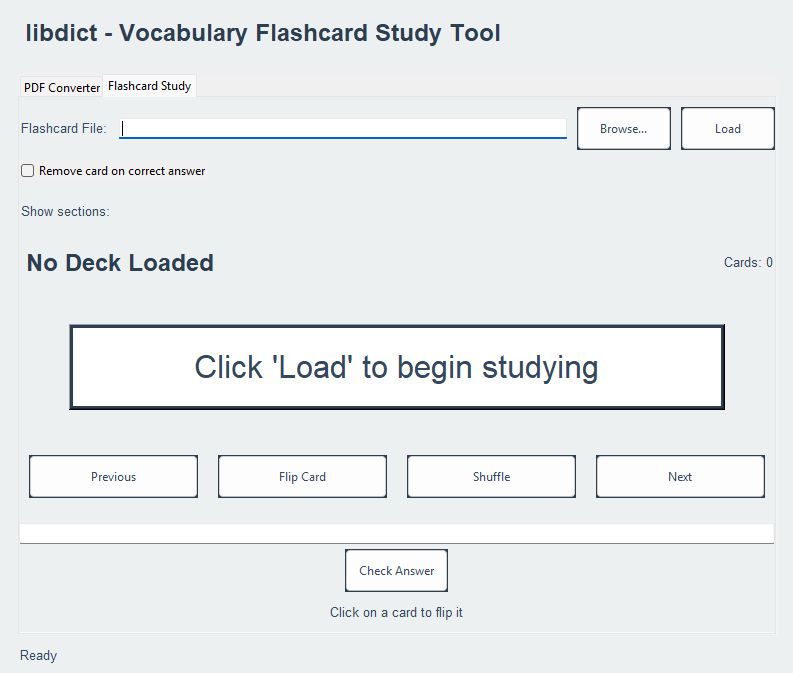 libdict - Vocabulary Flashcard Study Tool
PDF Converter Flashcard Study
Flashcard File: Browse... Load
Remove card on correct answer
Show sections:
No Deck Loaded Cards: 0
Click 'Load' to begin studying
Previous Flip Card Shuffle Next
Check Answer
Click on a card to flip it
Ready